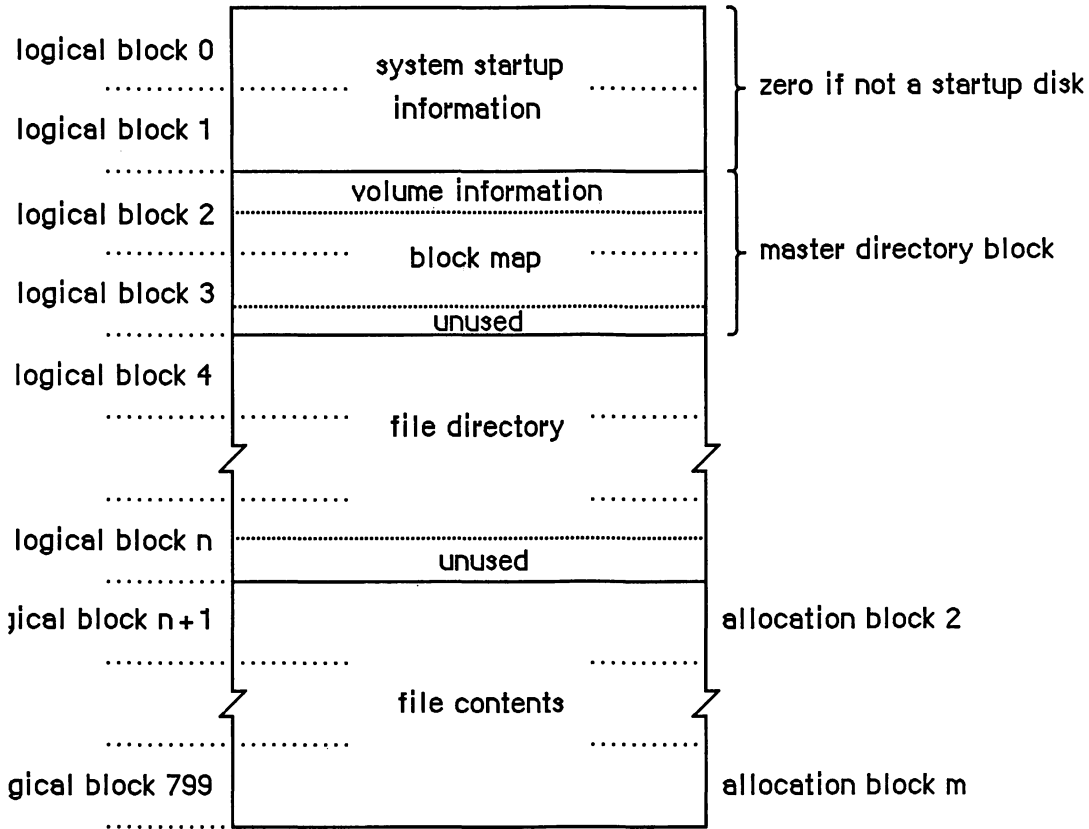 logical block 0
system startup
information
zero if not a startup disk
logical block 1
volume information
logical block 2
block map
master directory block
logical block 3
unused
logical block 4
file directory
logical block n
unused
gical block n+1
allocation block 2
file contents
gical block 799
allocation block m